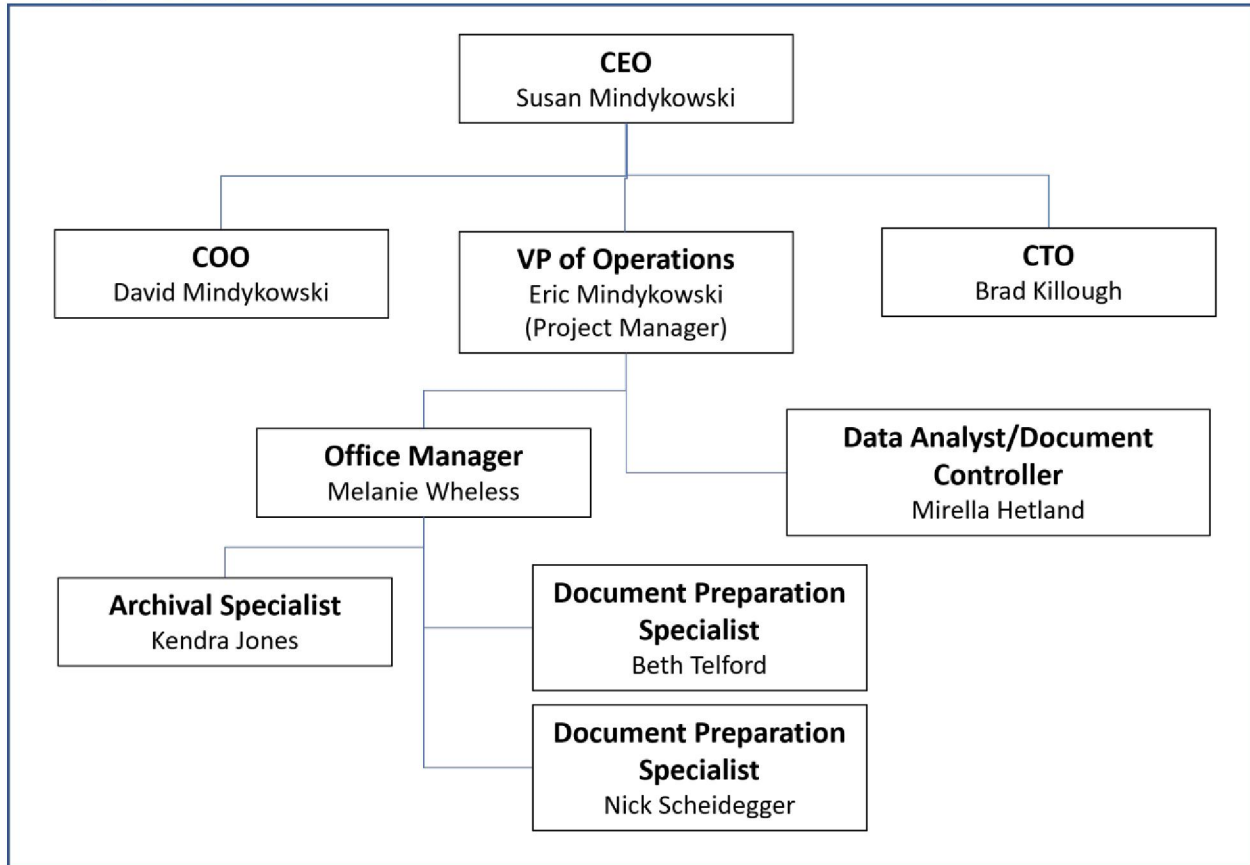 CEO
Susan Mindykowski
COO
David Mindykowski
VP of Operations
Eric Mindykowski
(Project Manager)
CTO
Brad Killough
Office Manager
Melanie Wheless
Data Analyst/Document
Controller
Mirella Hetland
Archival Specialist
Kendra Jones
Document Preparation
Specialist
Beth Telford
Document Preparation
Specialist
Nick Scheidegger